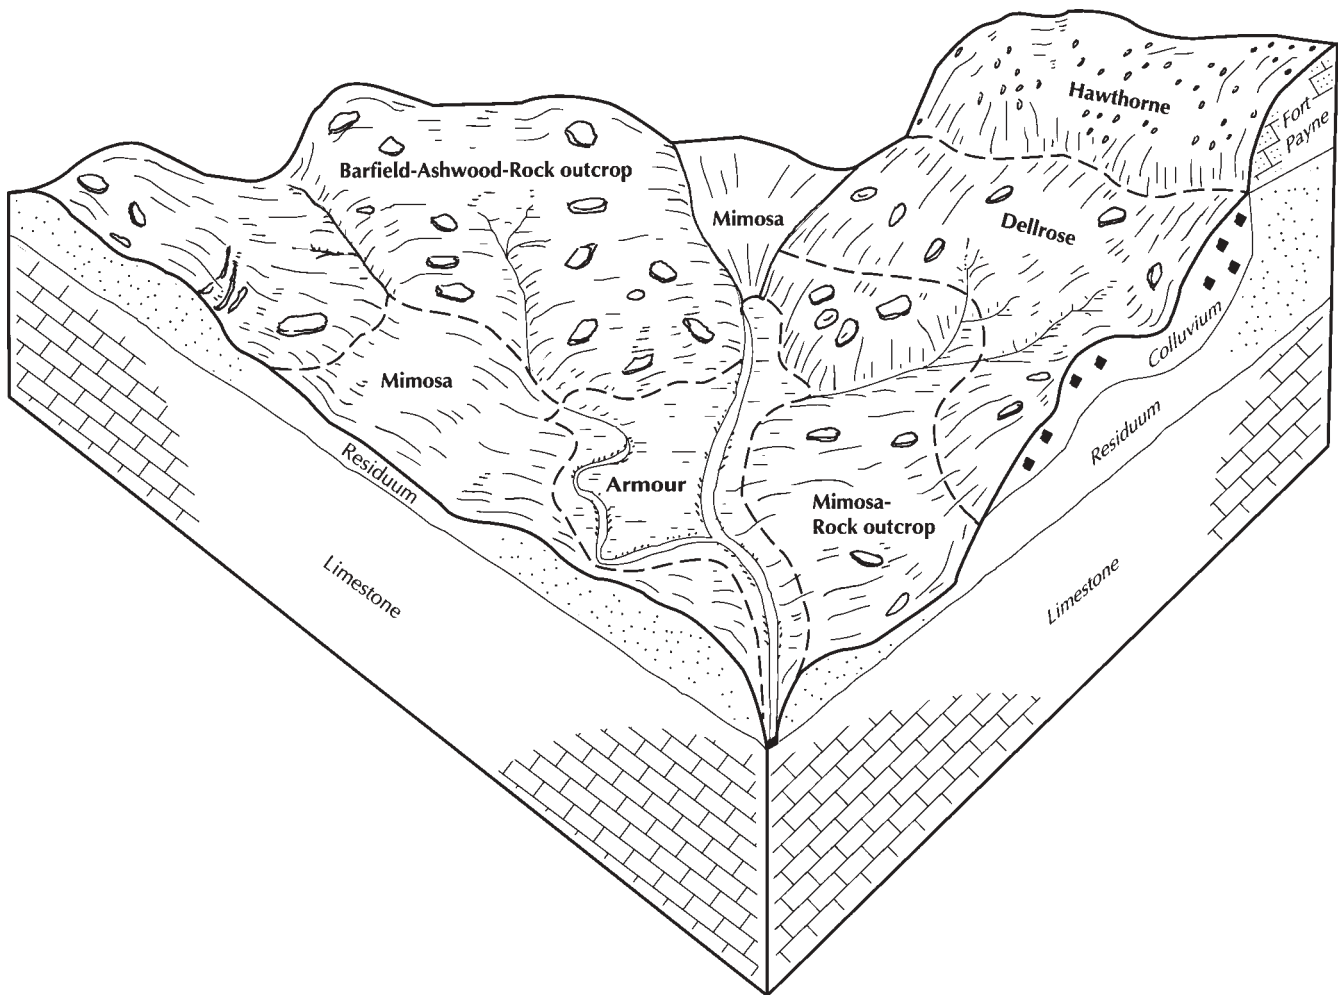 Hawthorne
Fort
Payne
Barfield-Ashwood-Rock outcrop
Mimosa
Dellrose
Colluvium
Mimosa
Residuum
Residuum
Armour
Mimosa-
Rock outcrop
Limestone
Limestone